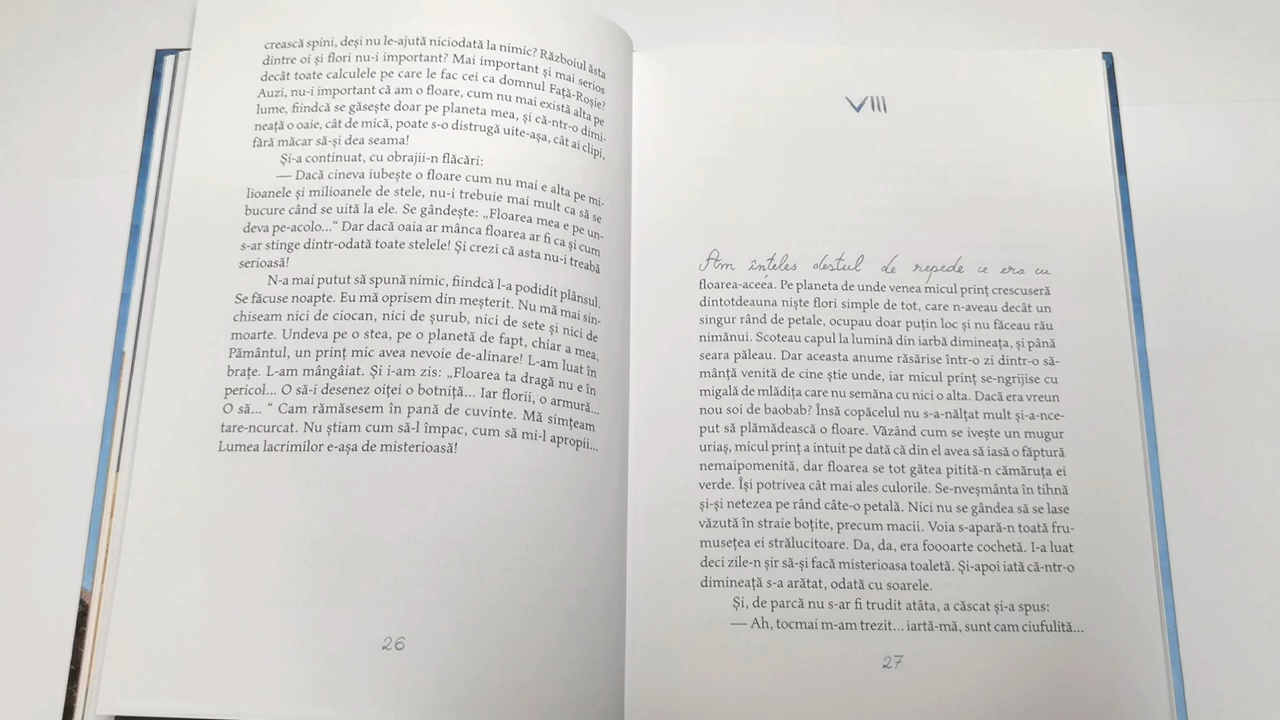 crească spini, deși nu le-ajută niciodată la nimic? Războiul ăsta
dintre oi și flori nu-i important? Mai important și mai serios
decât toate calculele pe care le fac cei ca domnul Față-Roșie?
Auzi, nu-i important că am o floare, cum nu mai există alta pe
lume, fiindcă se găsește doar pe planeta mea, și că-ntr-o dimi-
neață o oaie, cât de mică, poate s-o distrugă uite-așa, cât ai clipi,
fără măcar să-și dea seama!
Și-a continuat, cu obrajii-n flăcări:
— Dacă cineva iubește o floare cum nu mai e alta pe mi-
lioanele și milioanele de stele, nu-i trebuie mai mult ca să se
bucure când se uită la ele. Se gândește: „Floarea mea e pe un-
deva pe-acolo...“ Dar dacă oaia ar mânca floarea ar fi ca și cum
s-ar stinge dintr-odată toate stelele! Și crezi că asta nu-i treabă
serioasă!
N-a mai putut să spună nimic, fiindcă l-a podidit plânsul.
Se făcuse noapte. Eu mă oprisem din meșterit. Nu mă mai sin-
chiseam nici de ciocan, nici de șurub, nici de sete și nici de
moarte. Undeva pe o stea, pe o planetă de fapt, chiar a mea,
Pământul, un prinț mic avea nevoie de-alinare! L-am luat în
brațe. L-am mângâiat. Și i-am zis: „Floarea ta dragă nu e în
pericol... O să-i desenez oiței o botniță... Iar florii, o armură...
O să... “ Cam rămăsesem în pană de cuvinte. Mă simțeam
tare-ncurcat. Nu știam cum să-l împac, cum să mi-l apropii...
Lumea lacrimilor e-așa de misterioasă!
26
VIII
Am înțeles destul de repede ce era cu
floarea-aceea. Pe planeta de unde venea micul prinț crescuseră
dintotdeauna niște flori simple de tot, care n-aveau decât un
singur rând de petale, ocupau doar puțin loc și nu făceau rău
nimănui. Scoteau capul la lumină din iarbă dimineața, și până
seara păleau. Dar aceasta anume răsărise într-o zi dintr-o să-
mânță venită de cine știe unde, iar micul prinț se-ngrijise cu
migală de mlădița care nu semăna cu nici o alta. Dacă era vreun
nou soi de baobab? Însă copăcelul nu s-a-nălțat mult și-a-nce-
put să plămădească o floare. Văzând cum se ivește un mugur
uriaș, micul prinț a intuit pe dată că din el avea să iasă o făptură
nemaipomenită, dar floarea se tot gătea pitită-n cămăruța ei
verde. Își potrivea cât mai ales culorile. Se-nveșmânta în tihnă
și-și netezea pe rând câte-o petală. Nici nu se gândea să se lase
văzută în straie boțite, precum macii. Voia s-apară-n toată fru-
musețea ei strălucitoare. Da, da, era foooarte cochetă. I-a luat
deci zile-n șir să-și facă misterioasa toaletă. Și-apoi iată că-ntr-o
dimineață s-a arătat, odată cu soarele.
Și, de parcă nu s-ar fi trudit atâta, a căscat și-a spus:
— Ah, tocmai m-am trezit... iartă-mă, sunt cam ciufulită...
27